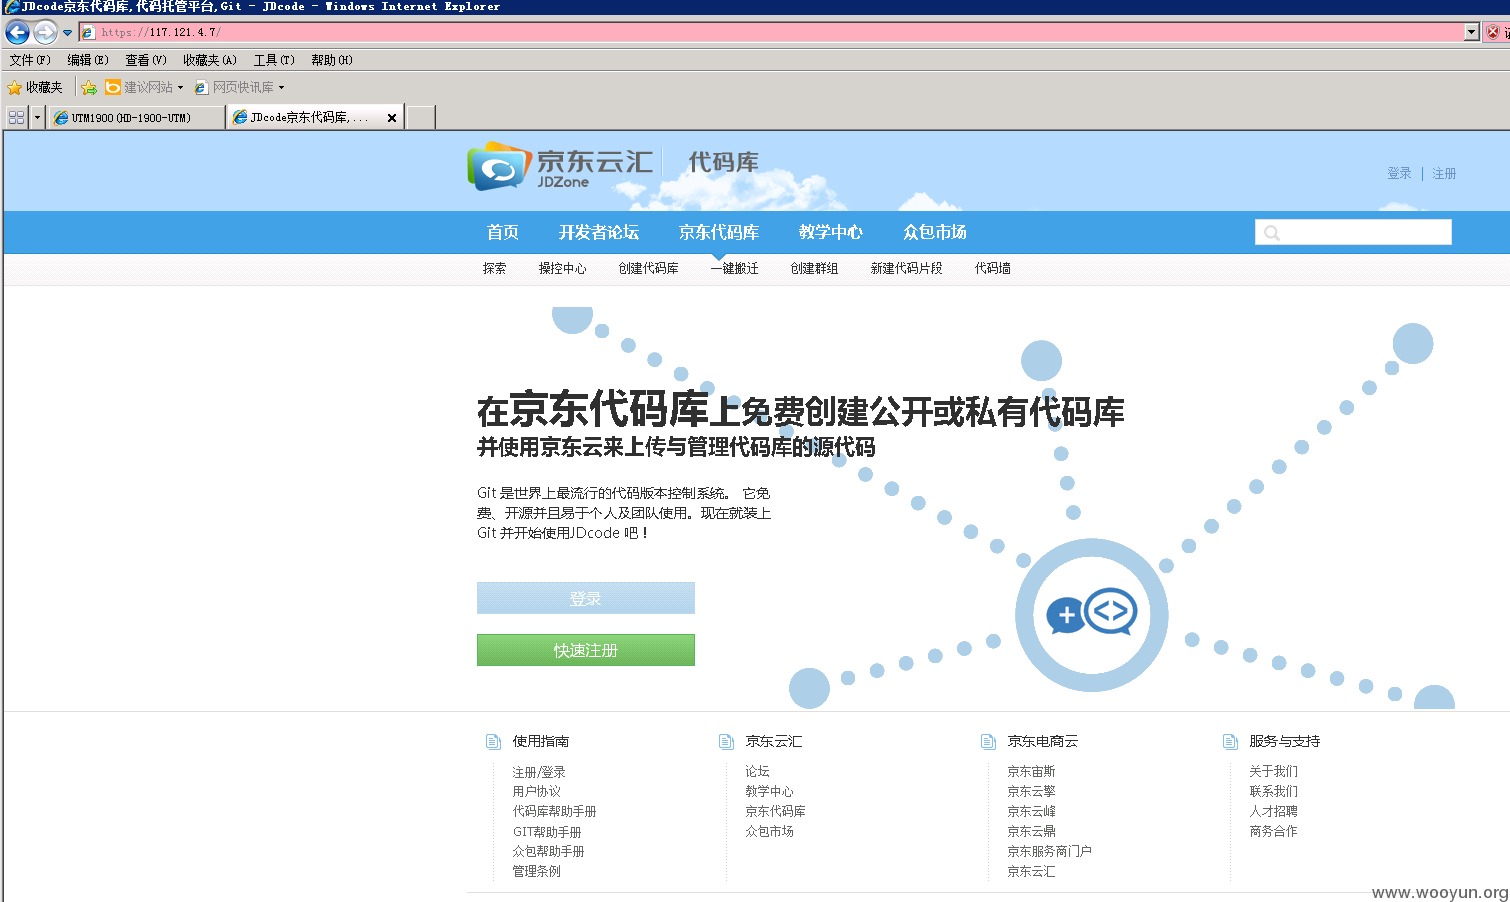 JDcode京东代码库,代码托管平台,Git - JDcode - Windows Internet Explorer
https://117.121.4.7/
文件(F) 编辑(E) 查看(V) 收藏夹(A) 工具(T) 帮助(H)
收藏夹 建议网站 网页快讯库
UTM1900(HD-1900-UTM) JDcode京东代码库,...
京东云汇 代码库
JDZone
登录 | 注册
首页 开发者论坛 京东代码库 教学中心 众包市场
探索 操控中心 创建代码库 一键搬迁 创建群组 新建代码片段 代码墙
在京东代码库上免费创建公开或私有代码库
并使用京东云来上传与管理代码库的源代码
Git 是世界上最流行的代码版本控制系统。 它免
费、开源并且易于个人及团队使用。现在就装上
Git 并开始使用JDcode 吧！
登录
快速注册
使用指南
注册/登录
用户协议
代码库帮助手册
GIT帮助手册
众包帮助手册
管理条例
京东云汇
论坛
教学中心
京东代码库
众包市场
京东电商云
京东宙斯
京东云擎
京东云峰
京东云鼎
京东服务商门户
京东云汇
服务与支持
关于我们
联系我们
人才招聘
商务合作
www.wooyun.org